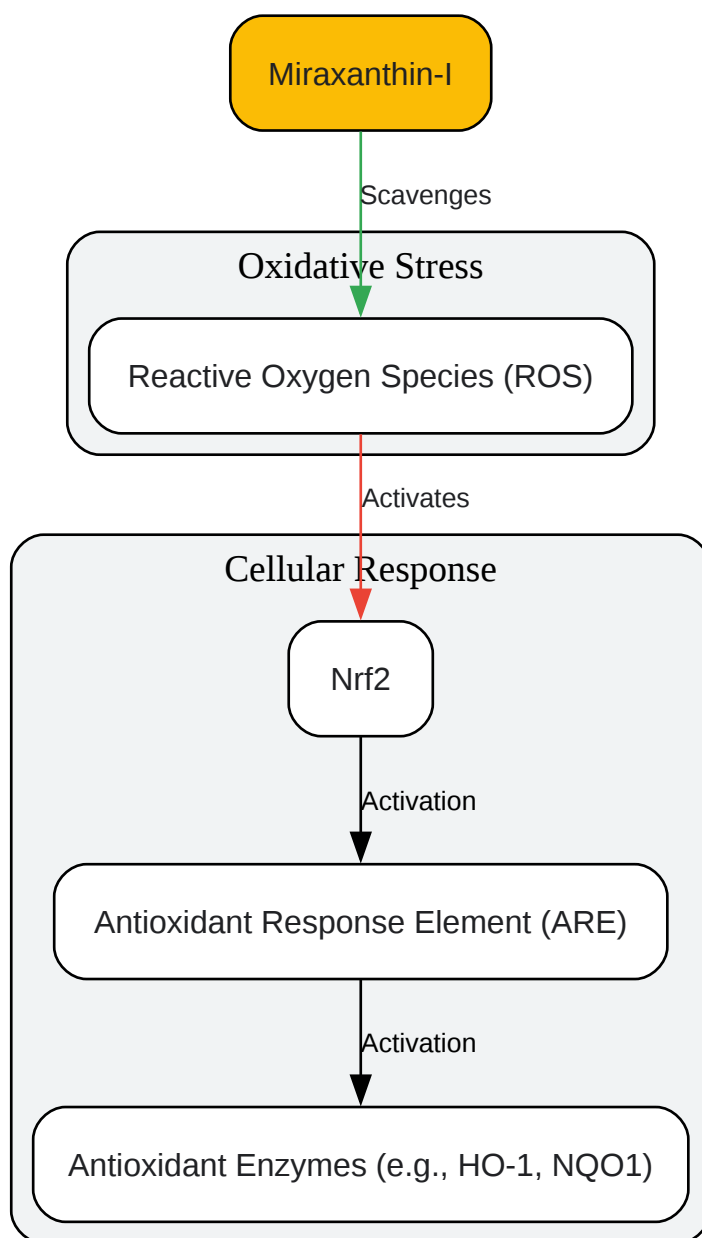 Miraxanthin-I
Scavenges
Oxidative Stress
Reactive Oxygen Species (ROS)
Activates
Cellular Response
Nrf2
Activation
Antioxidant Response Element (ARE)
Activation
Antioxidant Enzymes (e.g., HO-1, NQO1)